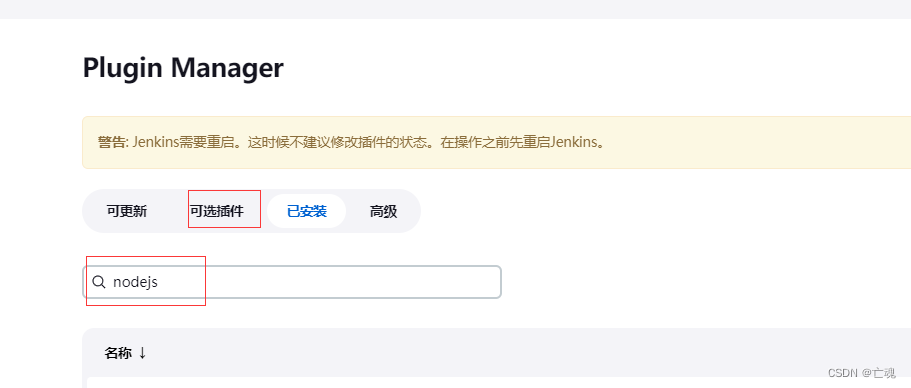 Plugin Manager
警告: Jenkins需要重启。这时候不建议修改插件的状态。在操作之前先重启Jenkins。
可更新 可选插件 已安装 高级
nodejs
名称 ↓
CSDN @亡魂